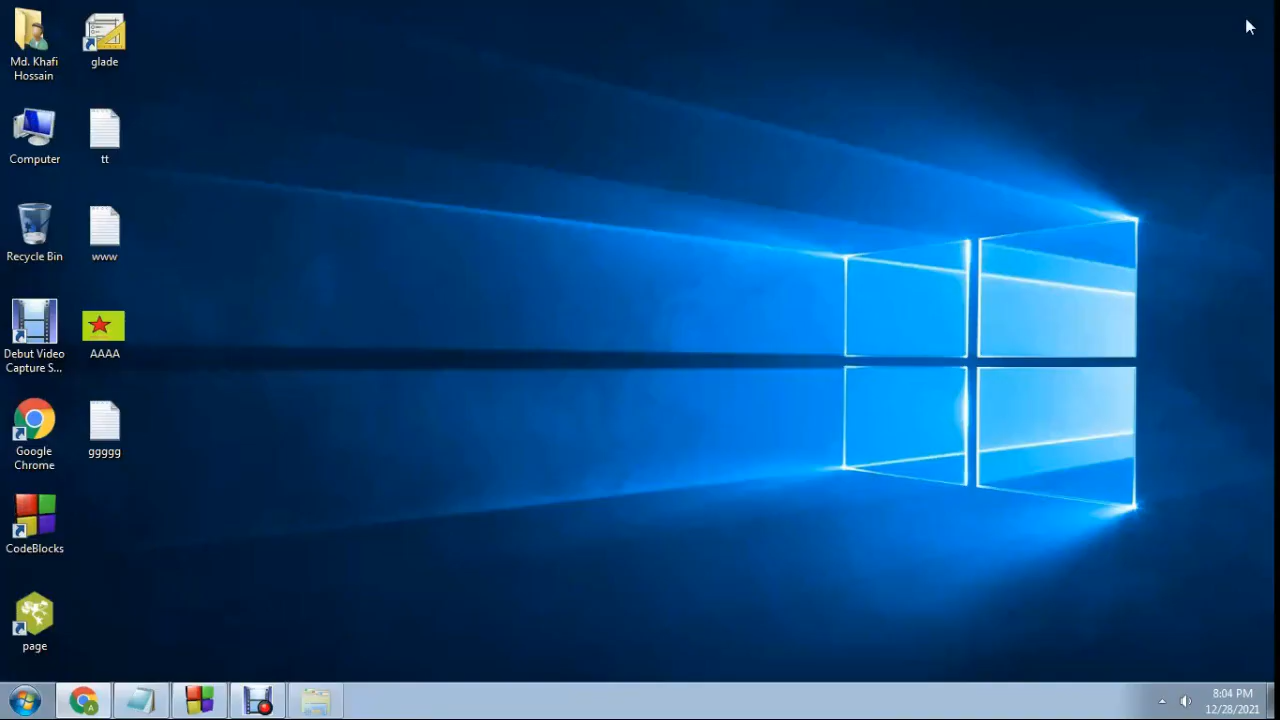 Md. Khafi
Hossain
glade
Computer
tt
Recycle Bin
www
Debut Video
Capture S...
AAAA
Google
Chrome
ggggg
CodeBlocks
page
A
8:04 PM
12/28/2021